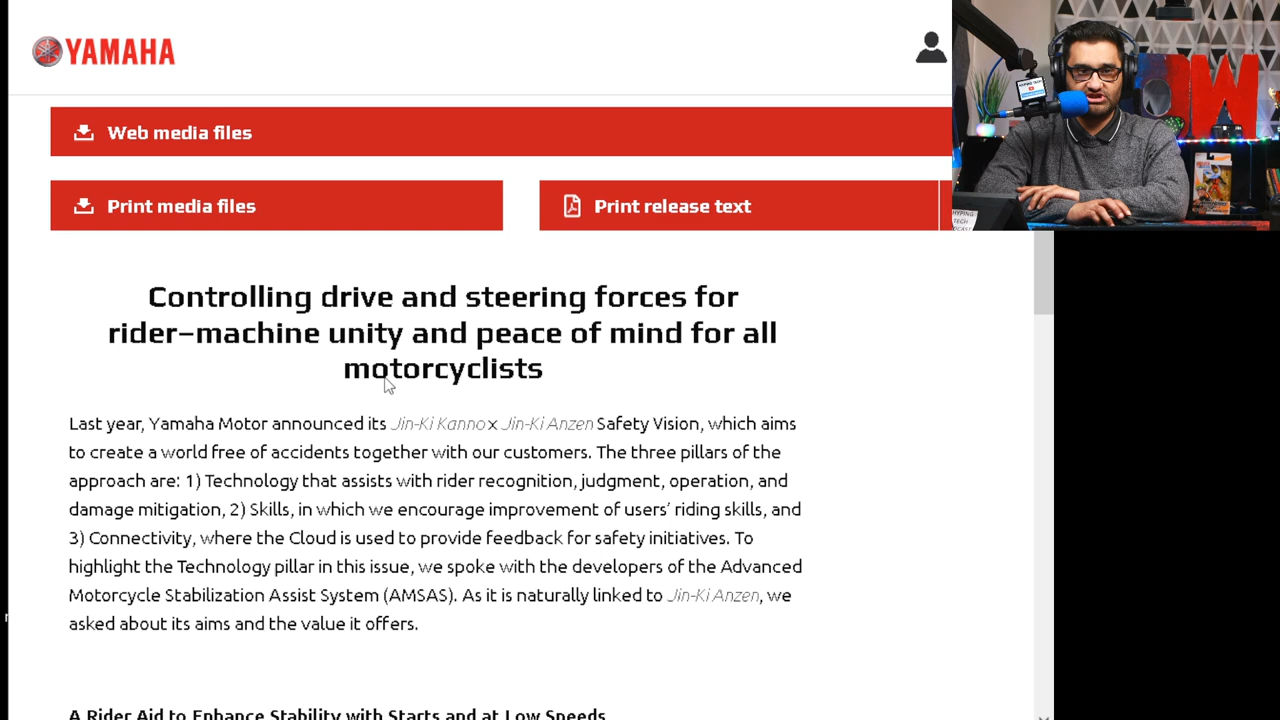 YAMAHA
Web media files
Print media files
Print release text
HYPING
TECH
PODCAST
Controlling drive and steering forces for
rider–machine unity and peace of mind for all
motorcyclists
Last year, Yamaha Motor announced its Jin-Ki Kanno x Jin-Ki Anzen Safety Vision, which aims
to create a world free of accidents together with our customers. The three pillars of the
approach are: 1) Technology that assists with rider recognition, judgment, operation, and
damage mitigation, 2) Skills, in which we encourage improvement of users’ riding skills, and
3) Connectivity, where the Cloud is used to provide feedback for safety initiatives. To
highlight the Technology pillar in this issue, we spoke with the developers of the Advanced
Motorcycle Stabilization Assist System (AMSAS). As it is naturally linked to Jin-Ki Anzen, we
asked about its aims and the value it offers.
A Rider Aid to Enhance Stability with Starts and at Low Speeds